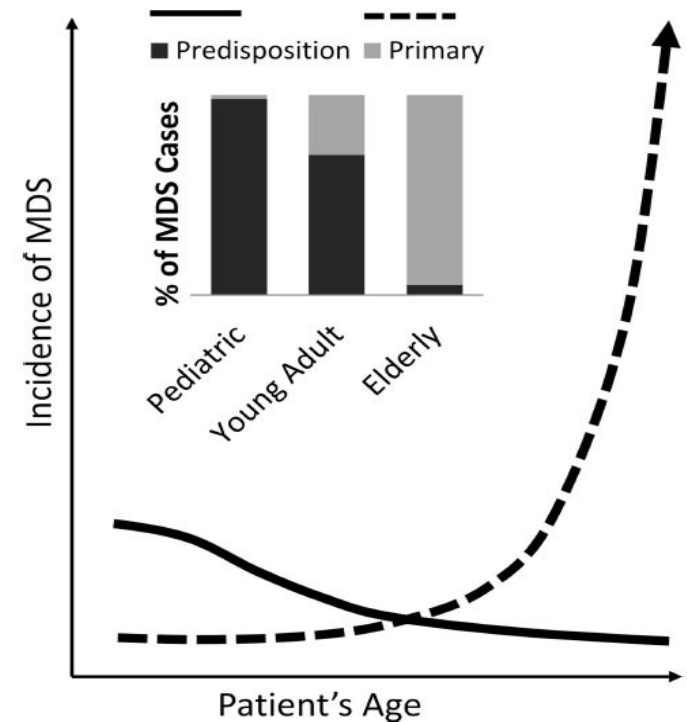 Predisposition Primary
% of MDS Cases
Pediatric
Young Adult
Elderly
Incidence of MDS
Patient's Age